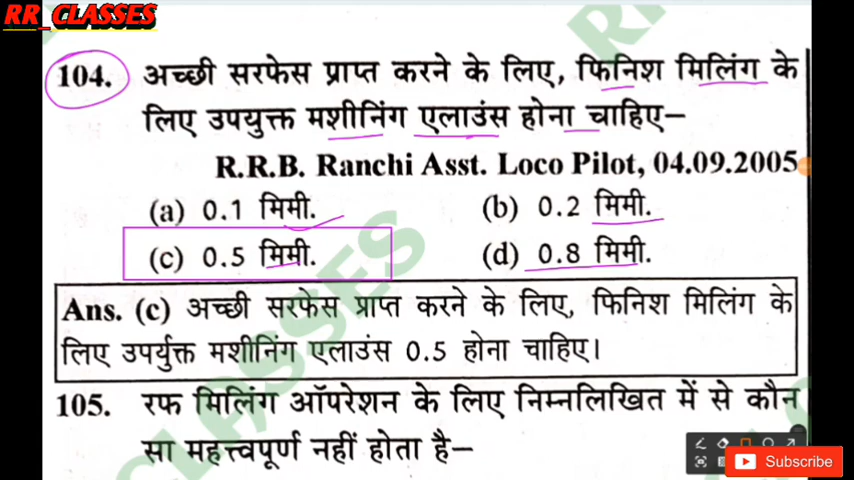 RR_CLASSES
104. अच्छी सरफेस प्राप्त करने के लिए, फिनिश मिलिंग के
लिए उपयुक्त मशीनिंग एलाउंस होना चाहिए–
R.R.B. Ranchi Asst. Loco Pilot, 04.09.2005
(a) 0.1 मिमी. (b) 0.2 मिमी.
(c) 0.5 मिमी. (d) 0.8 मिमी.
Ans. (c) अच्छी सरफेस प्राप्त करने के लिए, फिनिश मिलिंग के
लिए उपर्युक्त मशीनिंग एलाउंस 0.5 होना चाहिए।
105. रफ मिलिंग ऑपरेशन के लिए निम्नलिखित में से कौन
सा महत्त्वपूर्ण नहीं होता है–
Subscribe